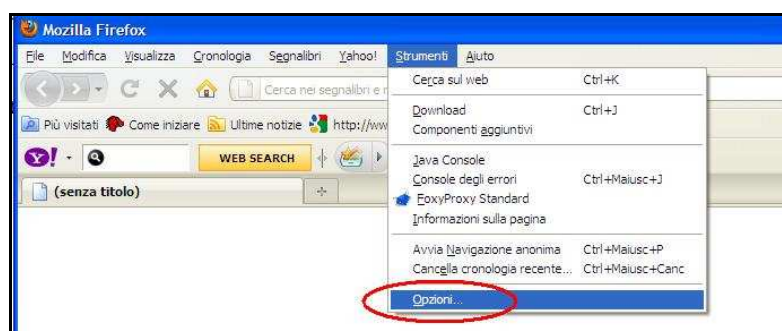 Mozilla Firefox
File Modifica Visualizza Cronologia Segnalibri Yahoo! Strumenti Aiuto
Cerca nei segnalibri e
Più visitati Come iniziare Ultime notizie http://ww
Y! WEB SEARCH
(senza titolo)
Cerca sul web Ctrl+K
Download Ctrl+J
Componenti aggiuntivi
Java Console
Console degli errori Ctrl+Maiusc+J
FoxyProxy Standard
Informazioni sulla pagina
Avvia Navigazione anonima Ctrl+Maiusc+P
Cancella cronologia recente... Ctrl+Maiusc+Canc
Opzioni...